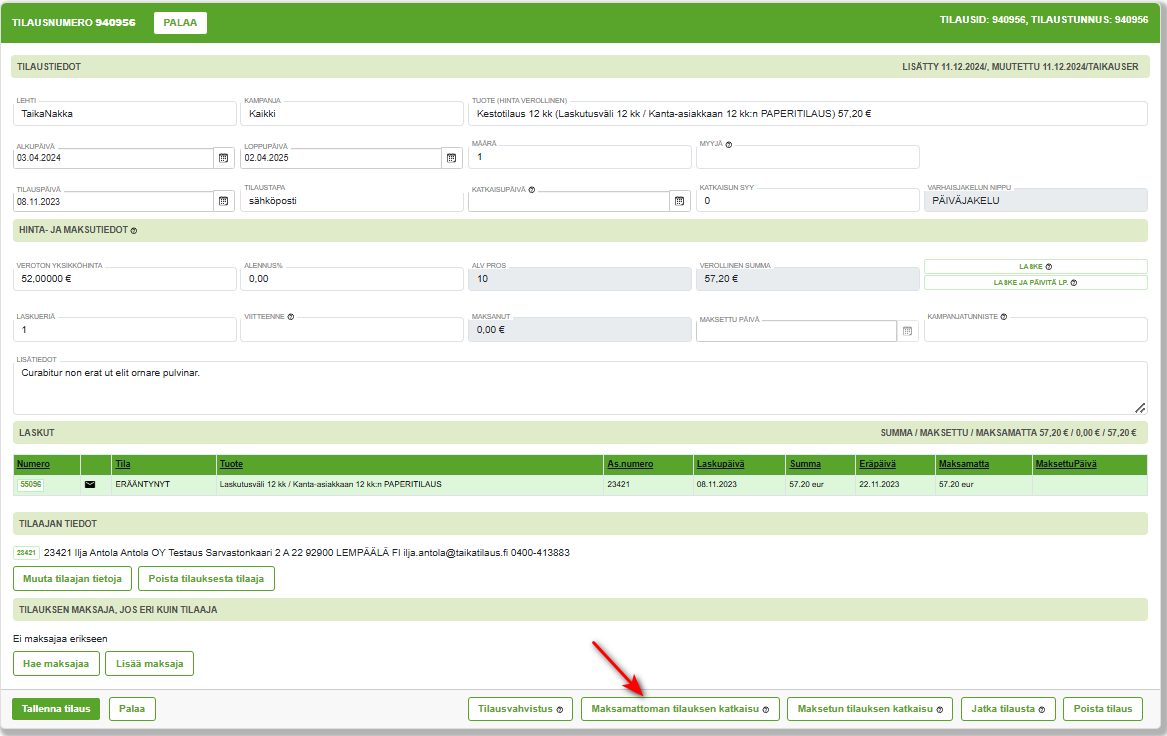 TILAUSNUMERO 940956 PALAA TILAUSID: 940956, TILAUSTUNNUS: 940956
TILAUSTIEDOT LISÄTTY 11.12.2024/, MUUTETTU 11.12.2024/TAIKAUSER
LEHTI KAMPANJA TUOTE (HINTA VEROLLINEN)
TaikaNakka Kaikki Kestotilaus 12 kk (Laskutusväli 12 kk / Kanta-asiakkaan 12 kk:n PAPERITILAUS) 57,20 €
ALKUPÄIVÄ LOPPUPÄIVÄ MÄÄRÄ MYYJÄ
03.04.2024 02.04.2025 1
TILAUSPÄIVÄ TILAUSTAPA KATKAISUPÄIVÄ KATKAISUN SYY VARHAISJAKELUN NIPPU
08.11.2023 sähköposti 0 PÄIVÄJAKELU
HINTA- JA MAKSUTIEDOT
VEROTON YKSIKKÖHINTA ALENNUS% ALV PROS VEROLLINEN SUMMA LASKE
52,00000 € 0,00 10 57,20 € LASKE JA PÄIVITÄ LP.
LASKUERIÄ VIITTEENNE MAKSANUT MAKSETTU PÄIVÄ KAMPANJATUNNISTE
1 0,00 €
LISÄTIEDOT
Curabitur non erat ut elit ornare pulvinar.
LASKUT SUMMA / MAKSETTU / MAKSAMATTA 57,20 € / 0,00 € / 57,20 €
Numero Tila Tuote As.numero Laskupäivä Summa Eräpäivä Maksamatta MaksettuPäivä
55096 ERÄÄNTYNYT Laskutusväli 12 kk / Kanta-asiakkaan 12 kk:n PAPERITILAUS 23421 08.11.2023 57.20 eur 22.11.2023 57.20 eur
TILAAJAN TIEDOT
23421 23421 Ilja Antola Antola OY Testaus Sarvastonkaari 2 A 22 92900 LEMPÄÄLÄ FI ilja.antola@taikatilaus.fi 0400-413883
Muuta tilaajan tietoja Poista tilauksesta tilaaja
TILAUKSEN MAKSAJA, JOS ERI KUIN TILAAJA
Ei maksajaa erikseen
Hae maksajaa Lisää maksaja
Tallenna tilaus Palaa Tilausvahvistus Maksamattoman tilauksen katkaisu Maksetun tilauksen katkaisu Jatka tilausta Poista tilaus